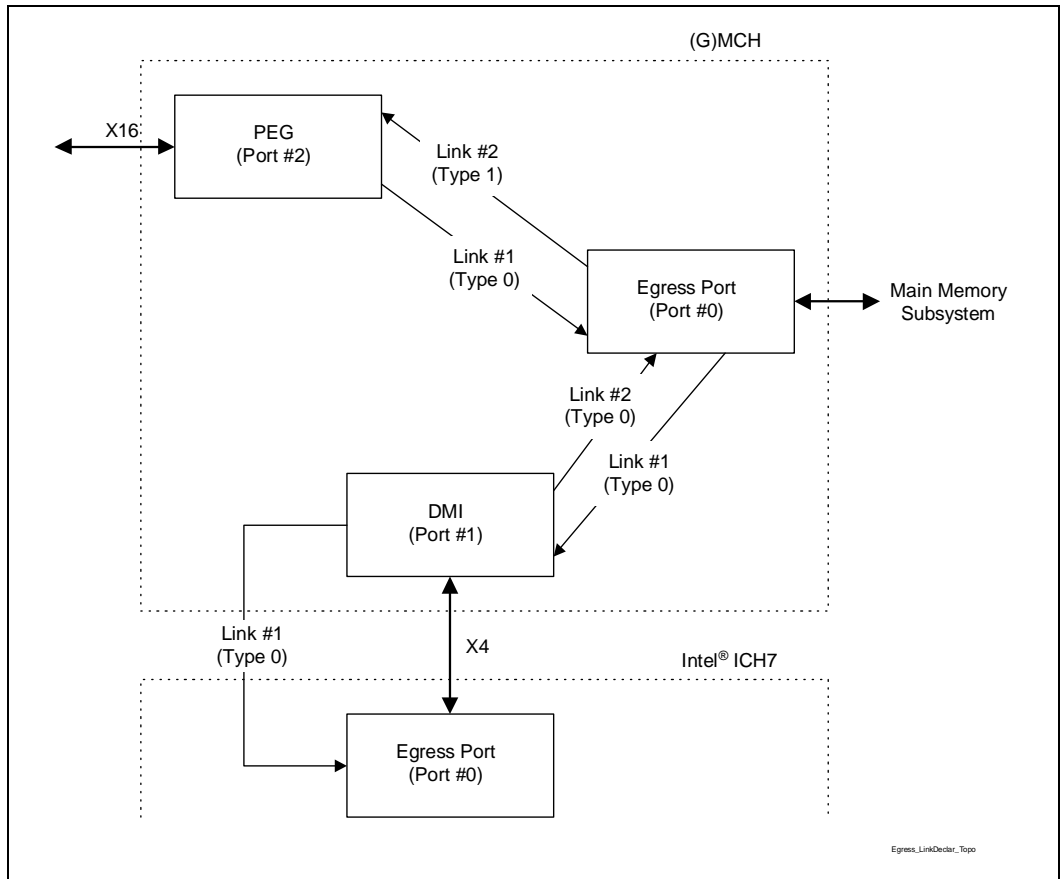 (G)MCH
X16
PEG
(Port #2)
Link #2
(Type 1)
Link #1
(Type 0)
Egress Port
(Port #0)
Main Memory
Subsystem
Link #2
(Type 0)
Link #1
(Type 0)
DMI
(Port #1)
Link #1
(Type 0)
X4
Intel® ICH7
Egress Port
(Port #0)
Egress_LinkDeclar_Topo